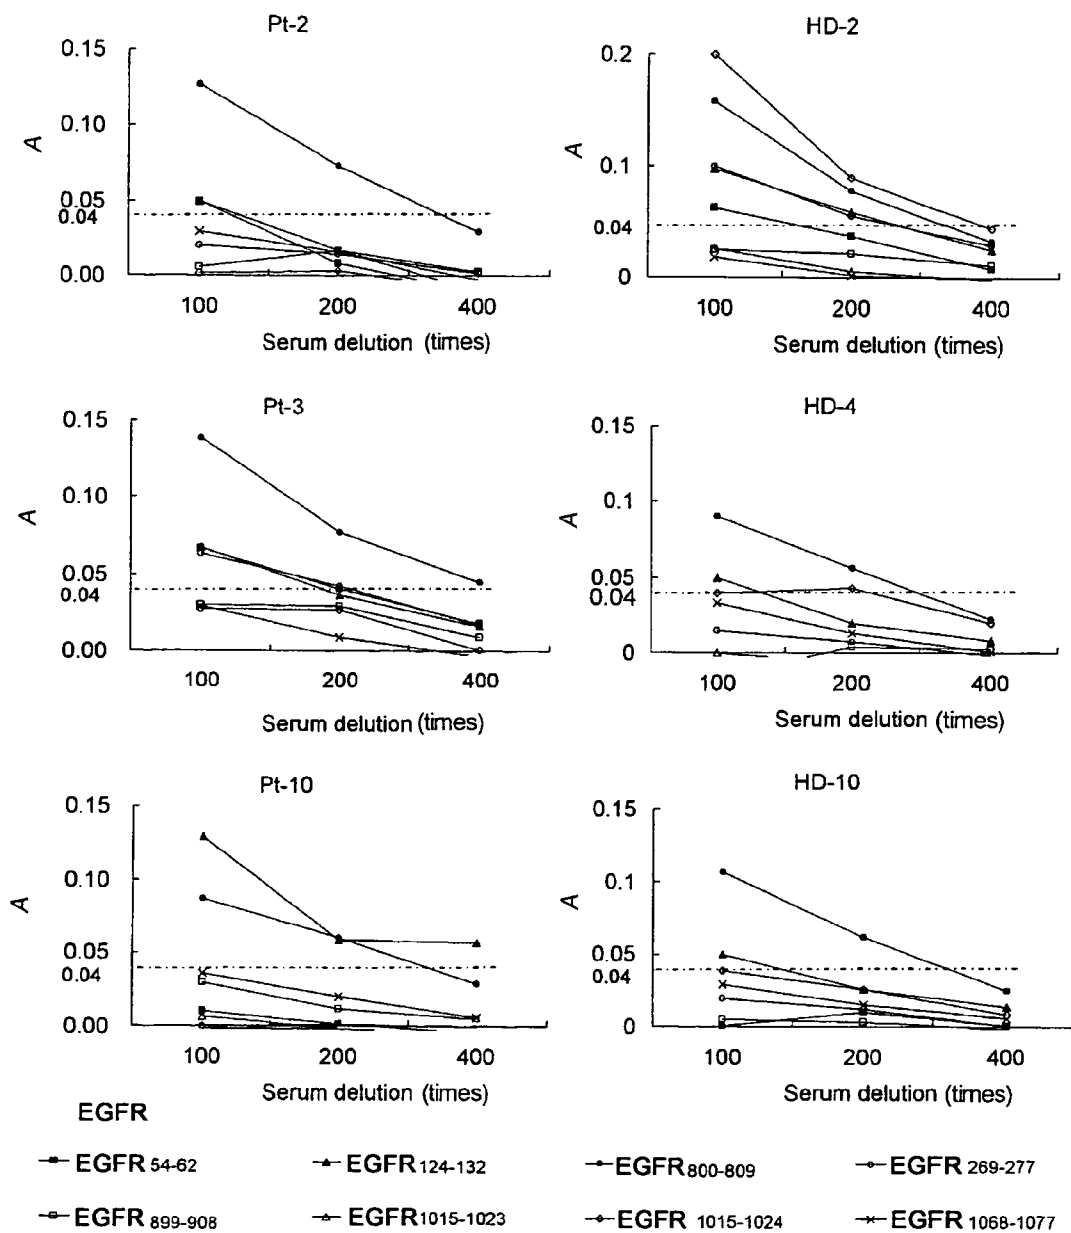 Pt-2
0.15
0.10
0.05
0.04
0.00
A
100 200 400
Serum delution (times)
HD-2
0.2
0.1
0.04
0
A
100 200 400
Serum delution (times)
Pt-3
0.15
0.10
0.05
0.04
0.00
A
100 200 400
Serum delution (times)
HD-4
0.15
0.1
0.05
0.04
0
A
100 200 400
Serum delution (times)
Pt-10
0.15
0.10
0.05
0.04
0.00
A
100 200 400
Serum delution (times)
HD-10
0.15
0.1
0.05
0.04
0
A
100 200 400
Serum delution (times)
EGFR
EGFR 54-62 EGFR 124-132 EGFR 800-809 EGFR 269-277
EGFR 899-908 EGFR 1015-1023 EGFR 1015-1024 EGFR 1068-1077